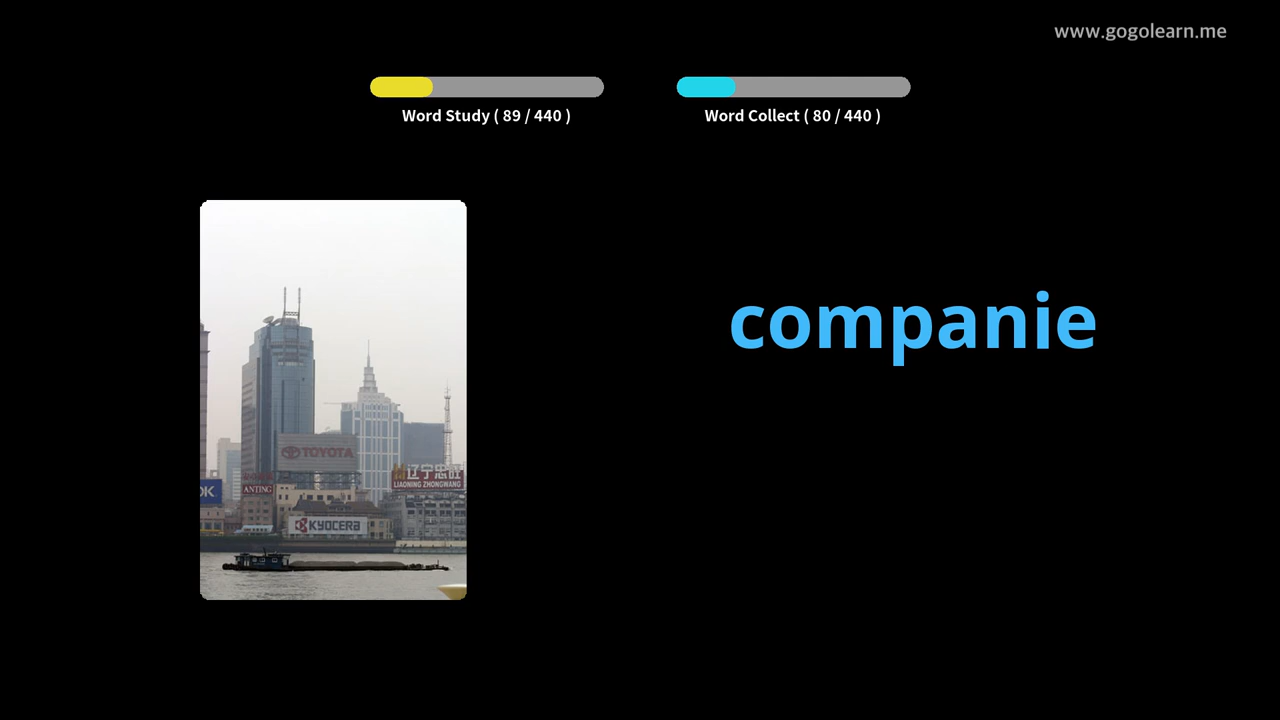 www.gogolearn.me
Word Study ( 89 / 440 )
Word Collect ( 80 / 440 )
companie
TOYOTA
辽宁忠旺
LIAONING ZHONGWANG
ANTING
OK
KYOCERA